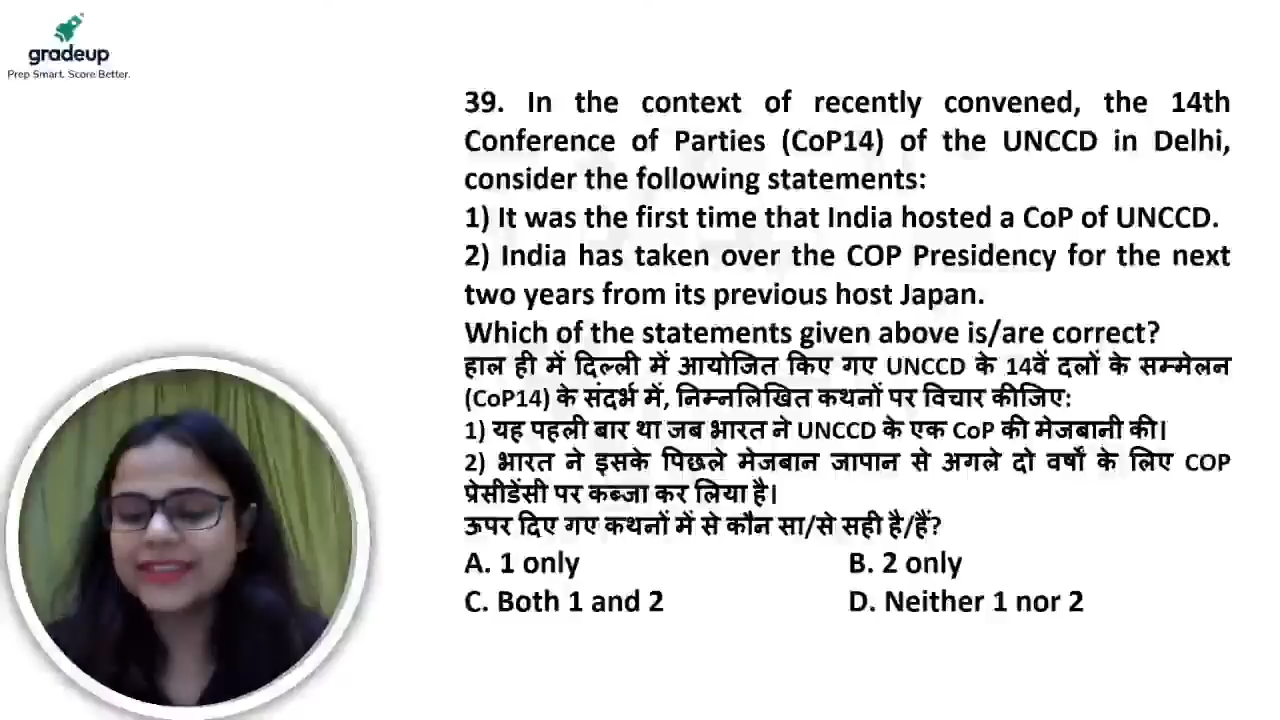 gradeup
Prep Smart. Score Better.
39. In the context of recently convened, the 14th
Conference of Parties (CoP14) of the UNCCD in Delhi,
consider the following statements:
1) It was the first time that India hosted a CoP of UNCCD.
2) India has taken over the COP Presidency for the next
two years from its previous host Japan.
Which of the statements given above is/are correct?
हाल ही में दिल्ली में आयोजित किए गए UNCCD के 14वें दलों के सम्मेलन
(CoP14) के संदर्भ में, निम्नलिखित कथनों पर विचार कीजिए:
1) यह पहली बार था जब भारत ने UNCCD के एक CoP की मेजबानी की।
2) भारत ने इसके पिछले मेजबान जापान से अगले दो वर्षों के लिए COP
प्रेसीडेंसी पर कब्जा कर लिया है।
ऊपर दिए गए कथनों में से कौन सा/से सही है/हैं?
A. 1 only B. 2 only
C. Both 1 and 2 D. Neither 1 nor 2